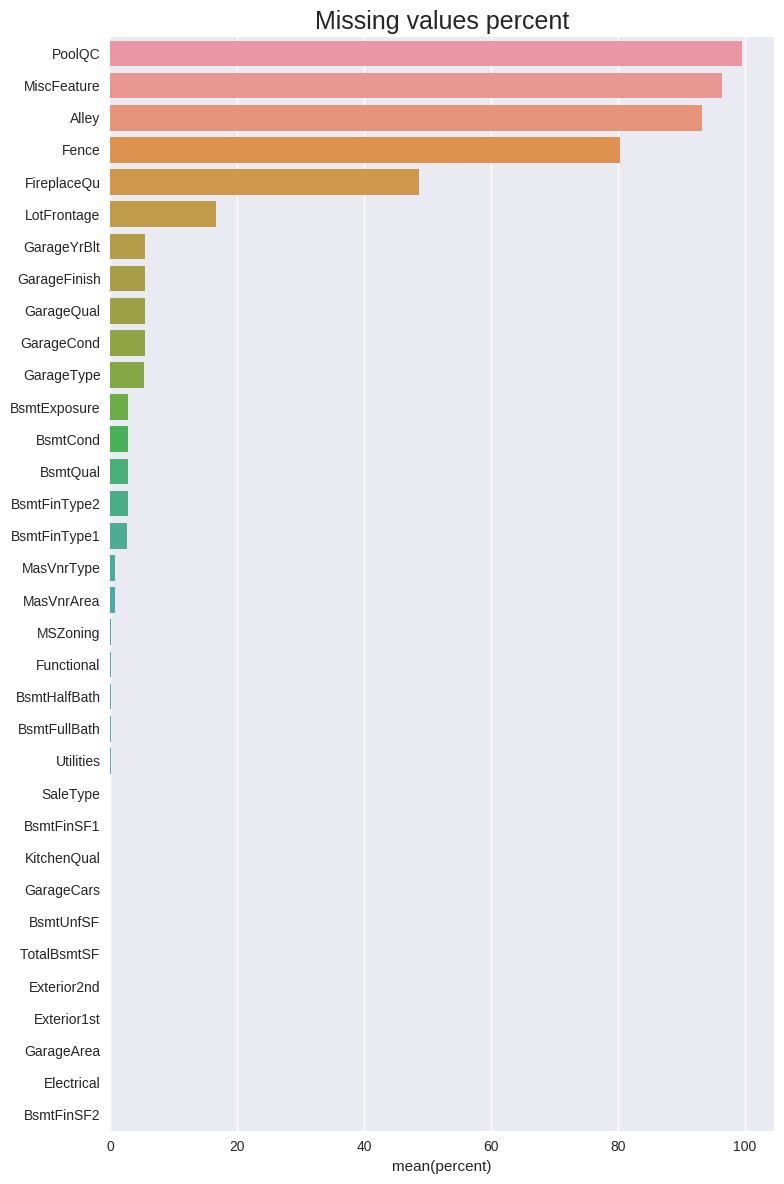 Missing values percent
PoolQC
MiscFeature
Alley
Fence
FireplaceQu
LotFrontage
GarageYrBlt
GarageFinish
GarageQual
GarageCond
GarageType
BsmtExposure
BsmtCond
BsmtQual
BsmtFinType2
BsmtFinType1
MasVnrType
MasVnrArea
MSZoning
Functional
BsmtHalfBath
BsmtFullBath
Utilities
SaleType
BsmtFinSF1
KitchenQual
GarageCars
BsmtUnfSF
TotalBsmtSF
Exterior2nd
Exterior1st
GarageArea
Electrical
BsmtFinSF2
0 20 40 60 80 100
mean(percent)